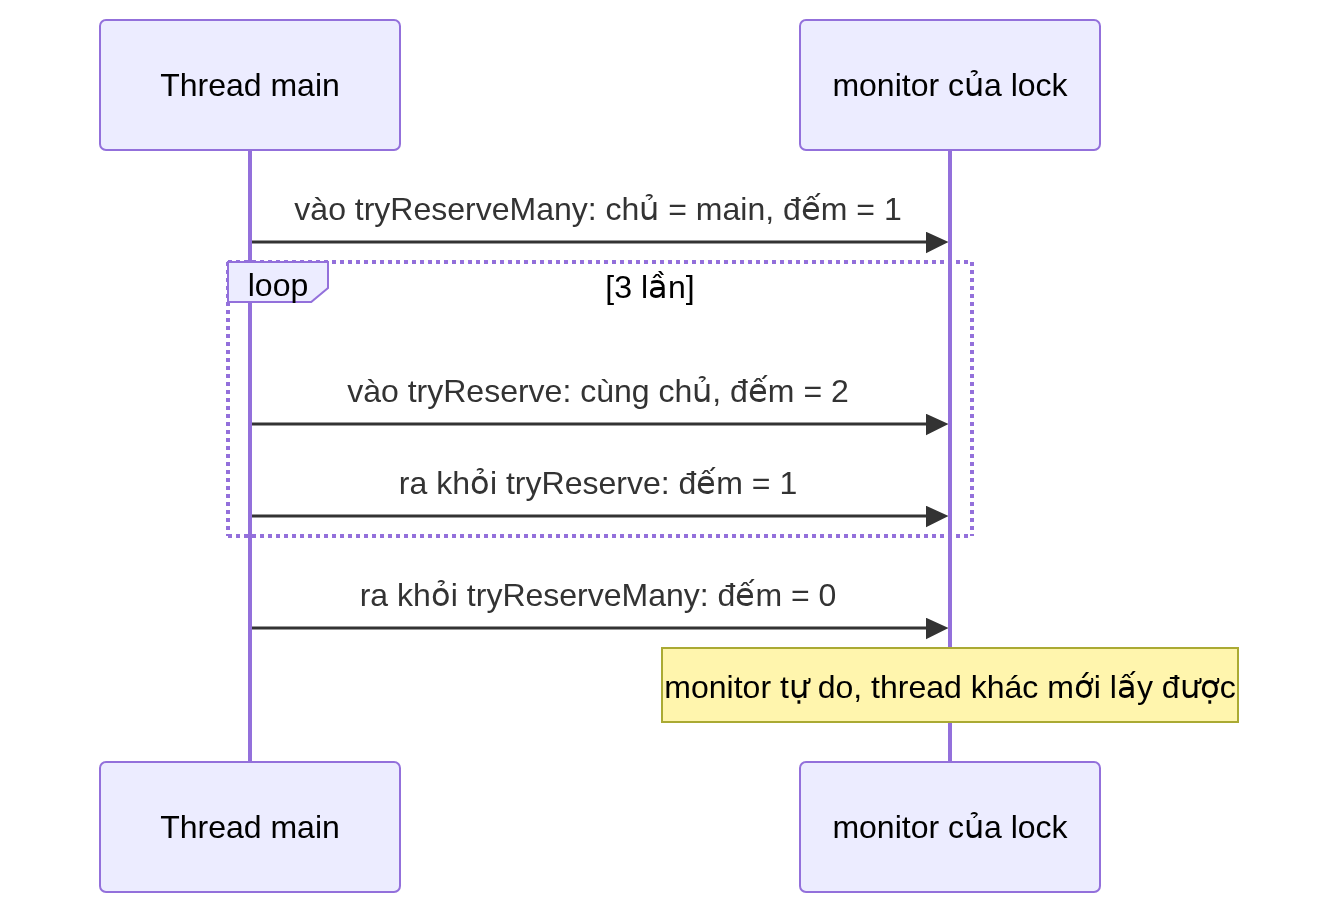 Thread main
monitor của lock
vào tryReserveMany: chủ = main, đếm = 1
loop
[3 lần]
vào tryReserve: cùng chủ, đếm = 2
ra khỏi tryReserve: đếm = 1
ra khỏi tryReserveMany: đếm = 0
monitor tự do, thread khác mới lấy được
Thread main
monitor của lock